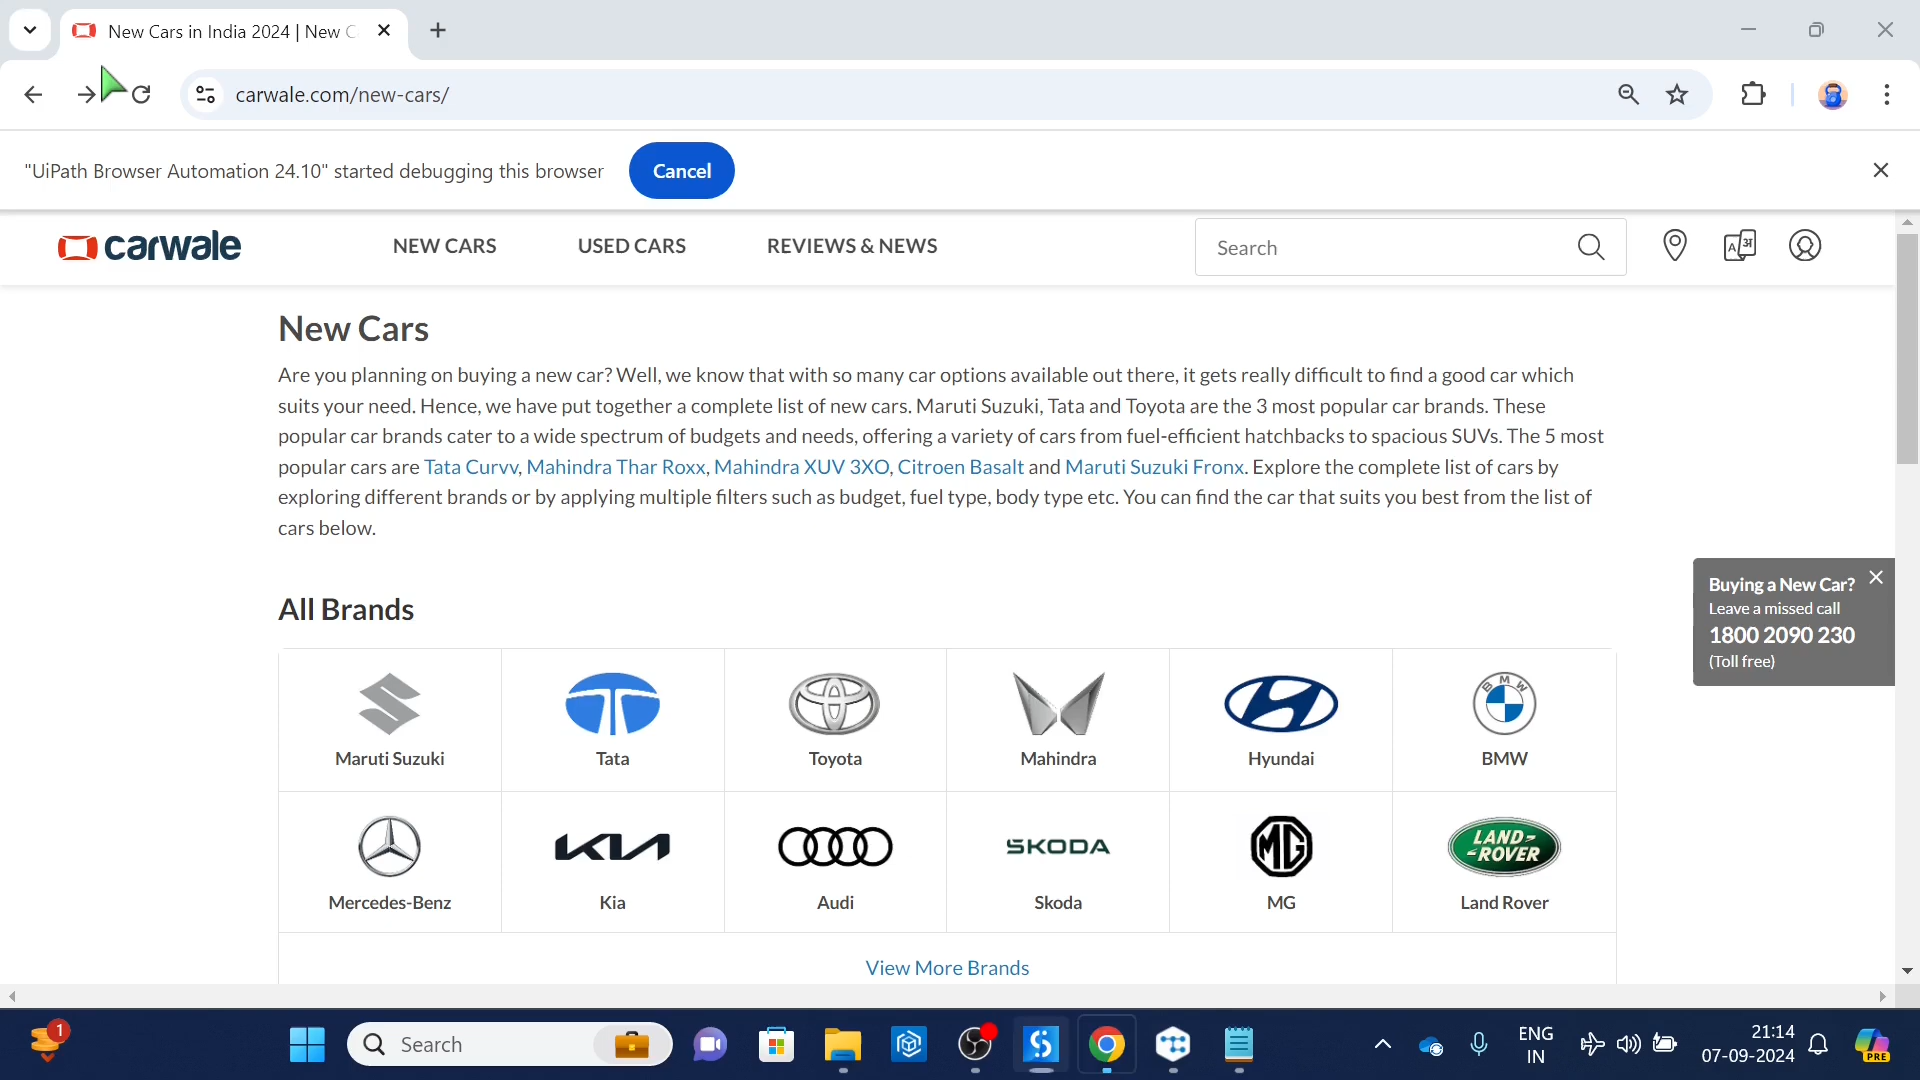 New Cars in India 2024 | New C
carwale.com/new-cars/
"UiPath Browser Automation 24.10" started debugging this browser
Cancel
carwale
NEW CARS
USED CARS
REVIEWS & NEWS
Search
New Cars
Are you planning on buying a new car? Well, we know that with so many car options available out there, it gets really difficult to find a good car which
suits your need. Hence, we have put together a complete list of new cars. Maruti Suzuki, Tata and Toyota are the 3 most popular car brands. These
popular car brands cater to a wide spectrum of budgets and needs, offering a variety of cars from fuel-efficient hatchbacks to spacious SUVs. The 5 most
popular cars are Tata Curvv, Mahindra Thar Roxx, Mahindra XUV 3XO, Citroen Basalt and Maruti Suzuki Fronx. Explore the complete list of cars by
exploring different brands or by applying multiple filters such as budget, fuel type, body type etc. You can find the car that suits you best from the list of
cars below.
Buying a New Car?
Leave a missed call
1800 2090 230
(Toll free)
All Brands
BMW
Maruti Suzuki
Tata
Toyota
Mahindra
Hyundai
BMW
KIA
SKODA
MG
LAND-
-ROVER
Mercedes-Benz
Kia
Audi
Skoda
MG
Land Rover
View More Brands
1
Search
ENG
IN
21:14
07-09-2024
PRE